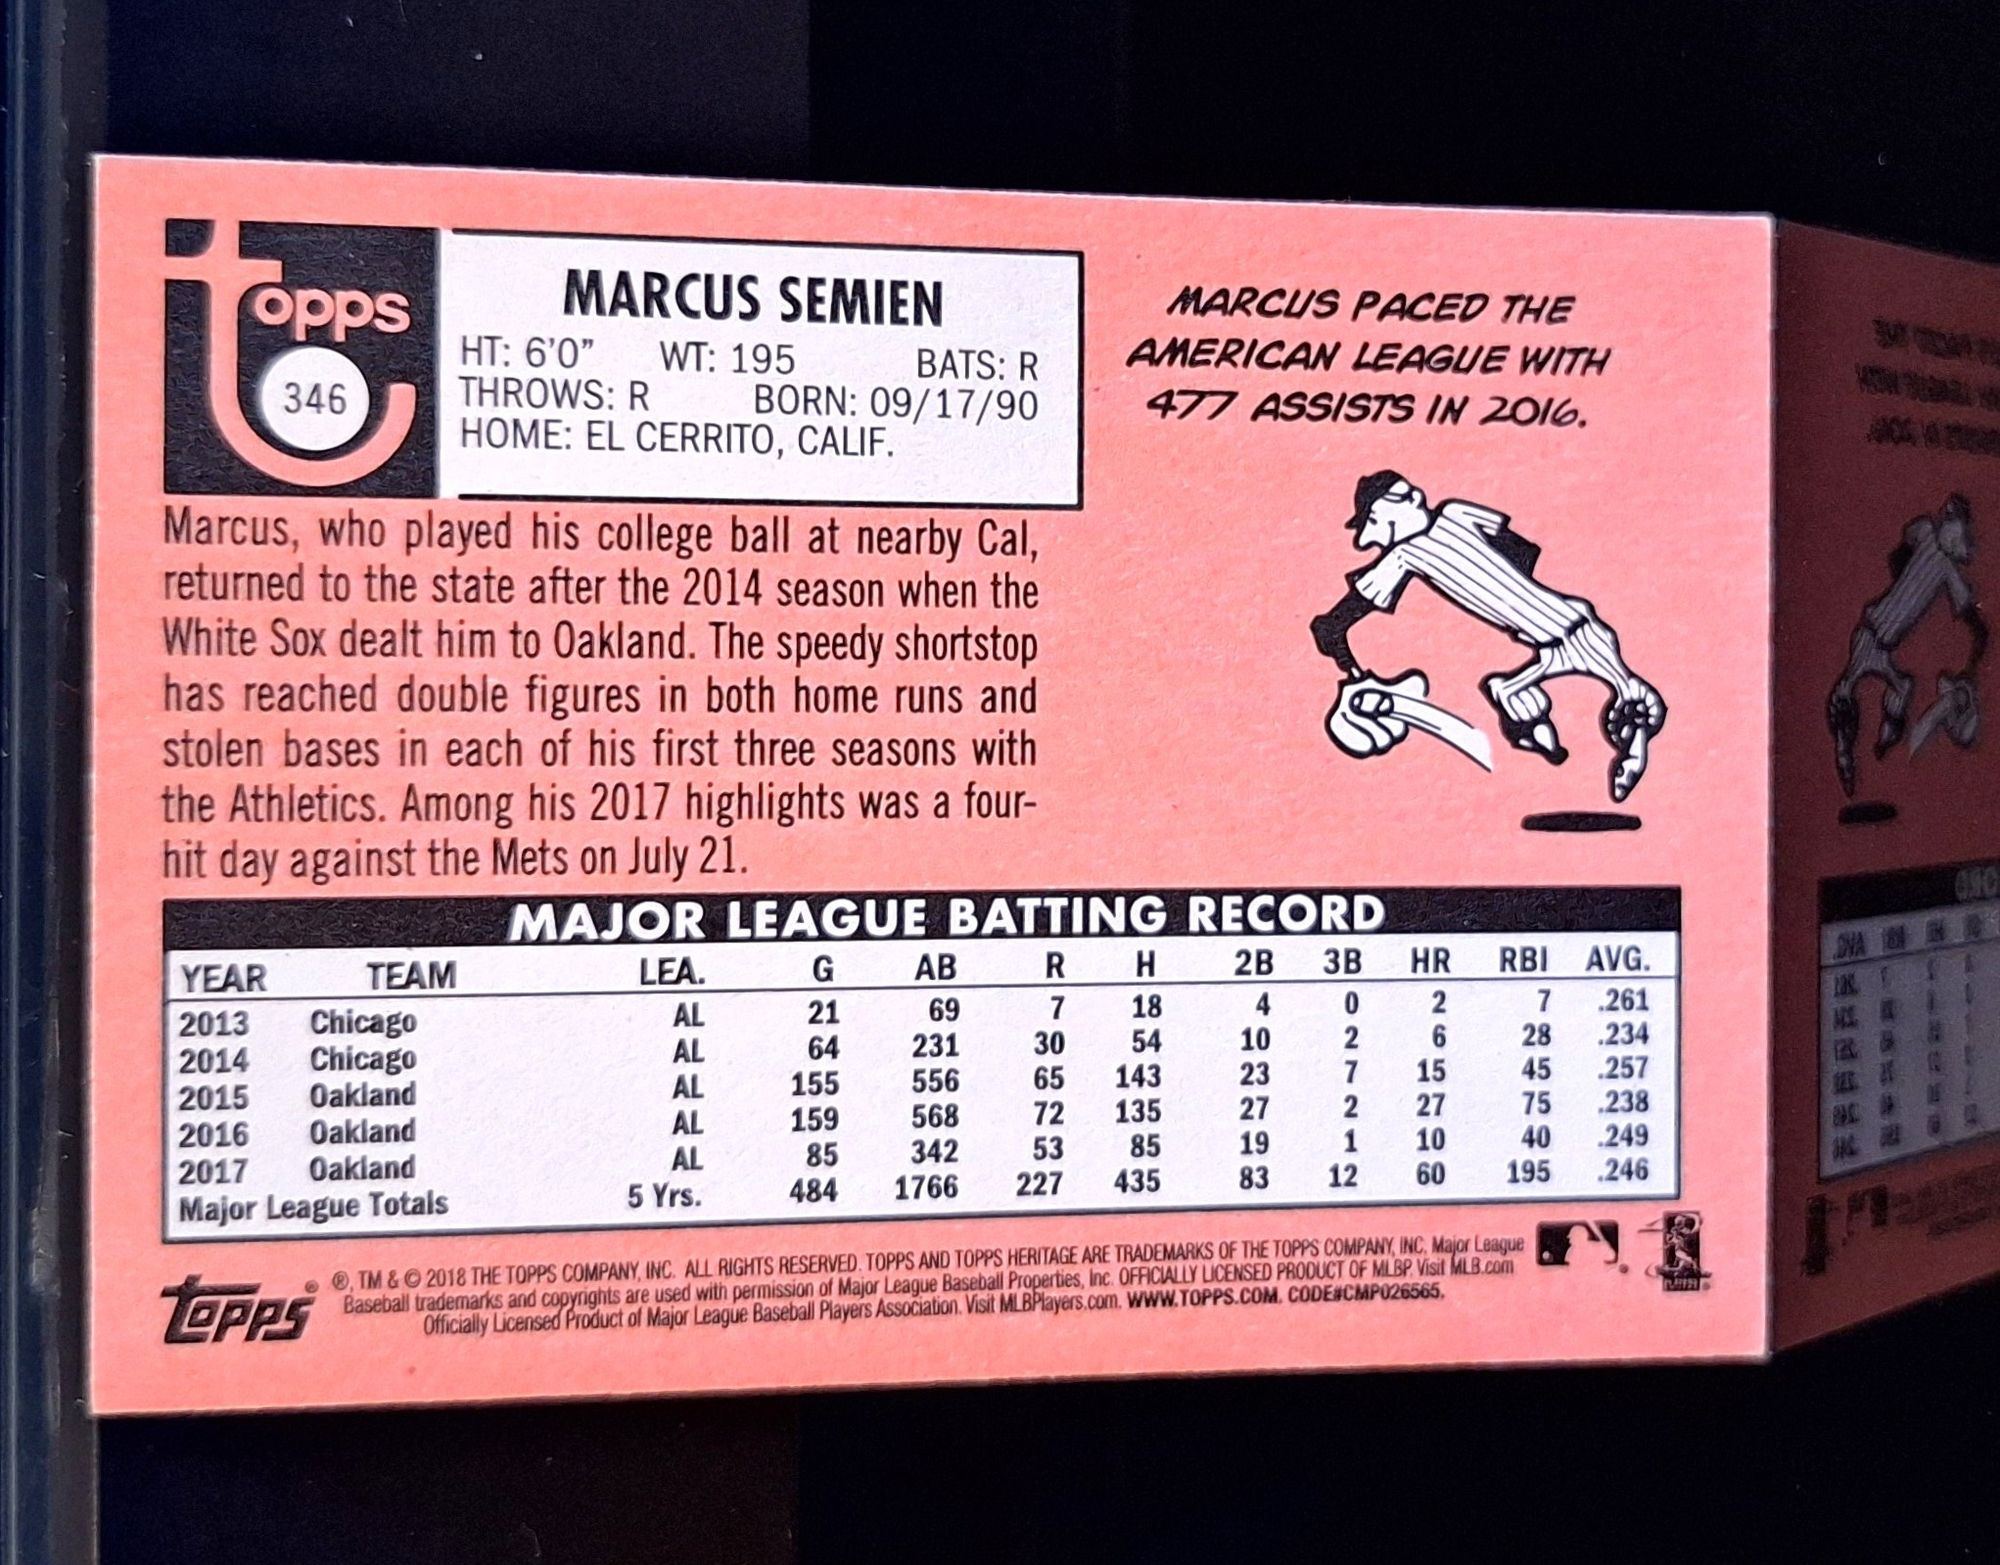 Topps
346
MARCUS SEMIEN
HT: 6'0" WT: 195 BATS: R
THROWS: R BORN: 09/17/90
HOME: EL CERRITO, CALIF.
MARCUS PACED THE
AMERICAN LEAGUE WITH
477 ASSISTS IN 2016.
Marcus, who played his college ball at nearby Cal,
returned to the state after the 2014 season when the
White Sox dealt him to Oakland. The speedy shortstop
has reached double figures in both home runs and
stolen bases in each of his first three seasons with
the Athletics. Among his 2017 highlights was a four-
hit day against the Mets on July 21.
MAJOR LEAGUE BATTING RECORD
YEAR TEAM LEA. G AB R H 2B 3B HR RBI AVG.
2013 Chicago AL 21 69 7 18 4 0 2 7 .261
2014 Chicago AL 64 231 30 54 10 2 6 28 .234
2015 Oakland AL 155 556 65 143 23 7 15 45 .257
2016 Oakland AL 159 568 72 135 27 2 27 75 .238
2017 Oakland AL 85 342 53 85 19 1 10 40 .249
Major League Totals 5 Yrs. 484 1766 227 435 83 12 60 195 .246
Topps® ®, TM & © 2018 THE TOPPS COMPANY, INC. ALL RIGHTS RESERVED. TOPPS AND TOPPS HERITAGE ARE TRADEMARKS OF THE TOPPS COMPANY, INC. Major League
Baseball trademarks and copyrights are used with permission of Major League Baseball Properties, Inc. OFFICIALLY LICENSED PRODUCT OF MLBP. Visit MLB.com
Officially Licensed Product of Major League Baseball Players Association. Visit MLBPlayers.com. WWW.TOPPS.COM. CODE#CMP026565.